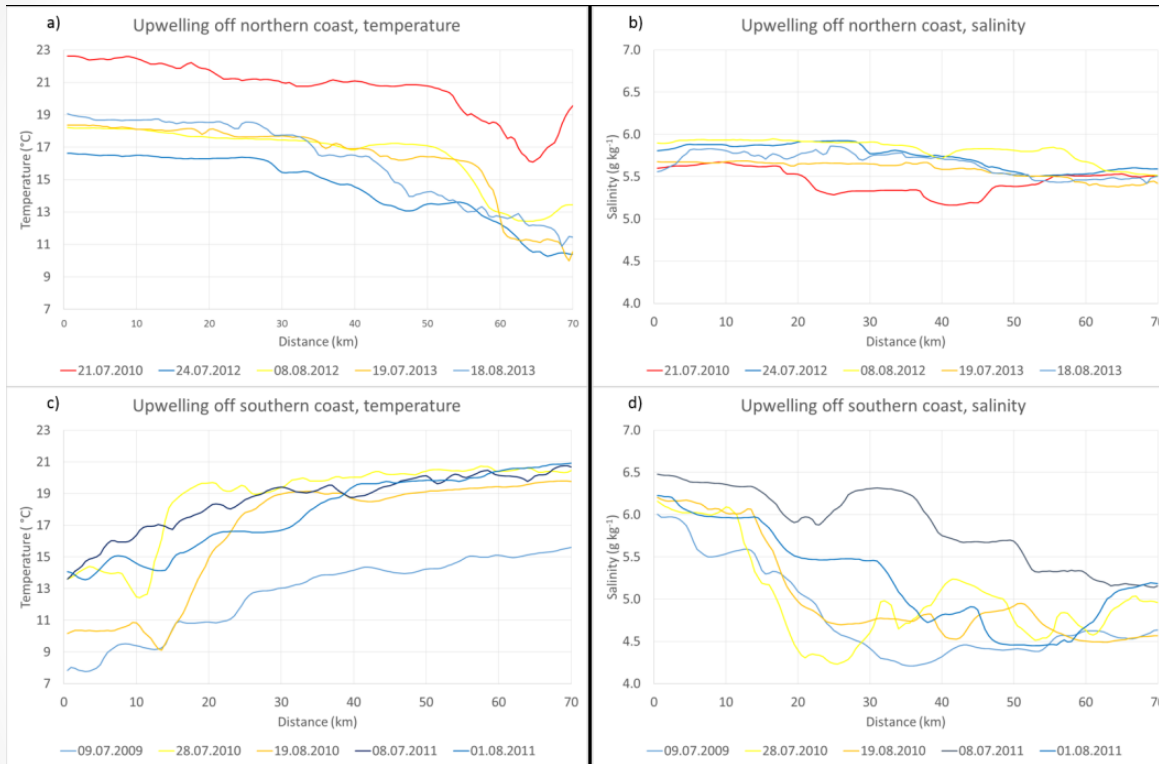 a) Upwelling off northern coast, temperature
23
21
19
17
15
13
11
9
7
Temperature (°C)
0 10 20 30 40 50 60 70
Distance (km)
21.07.2010 24.07.2012 08.08.2012 19.07.2013 18.08.2013
b) Upwelling off northern coast, salinity
7.0
6.5
6.0
5.5
5.0
4.5
4.0
Salinity (g kg⁻¹)
0 10 20 30 40 50 60 70
Distance (km)
21.07.2010 24.07.2012 08.08.2012 19.07.2013 18.08.2013
c) Upwelling off southern coast, temperature
23
21
19
17
15
13
11
9
7
Temperature ( °C)
0 10 20 30 40 50 60 70
Distance (km)
09.07.2009 28.07.2010 19.08.2010 08.07.2011 01.08.2011
d) Upwelling off southern coast, salinity
7.0
6.5
6.0
5.5
5.0
4.5
4.0
Salinity (g kg⁻¹)
0 10 20 30 40 50 60 70
Distance (km)
09.07.2009 28.07.2010 19.08.2010 08.07.2011 01.08.2011